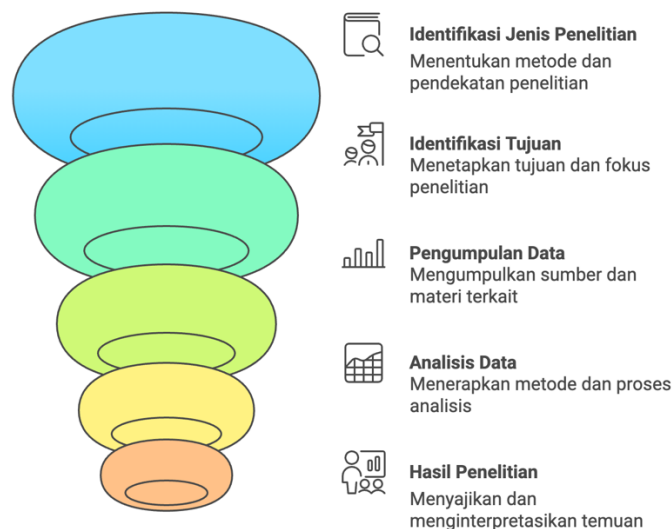 Identifikasi Jenis Penelitian
Menentukan metode dan
pendekatan penelitian
Identifikasi Tujuan
Menetapkan tujuan dan fokus
penelitian
Pengumpulan Data
Mengumpulkan sumber dan
materi terkait
Analisis Data
Menerapkan metode dan proses
analisis
Hasil Penelitian
Menyajikan dan
menginterpretasikan temuan